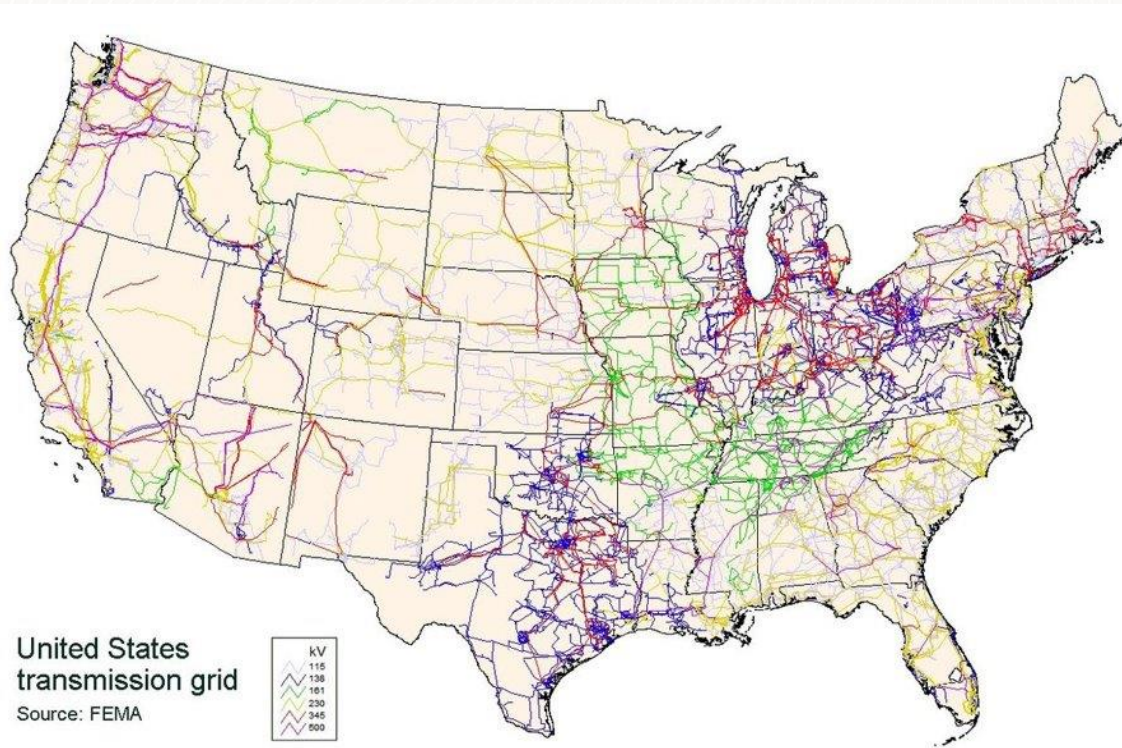 United States
transmission grid
Source: FEMA
kV
115
138
161
230
345
500